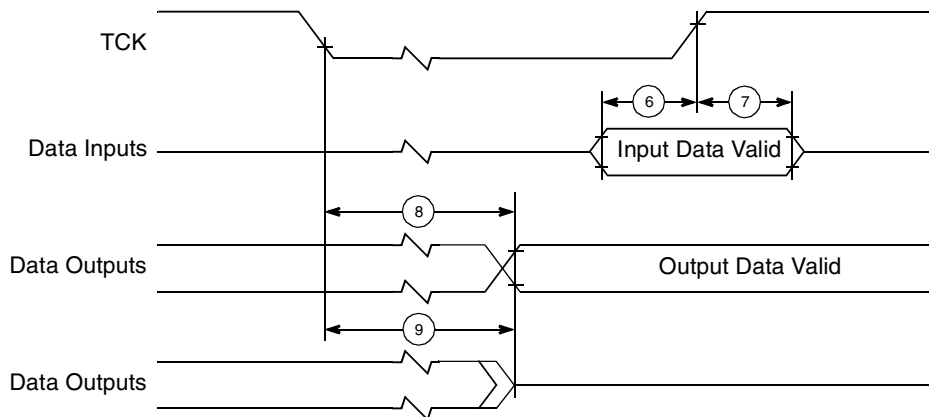 TCK
6
7
Data Inputs
Input Data Valid
8
Data Outputs
Output Data Valid
9
Data Outputs